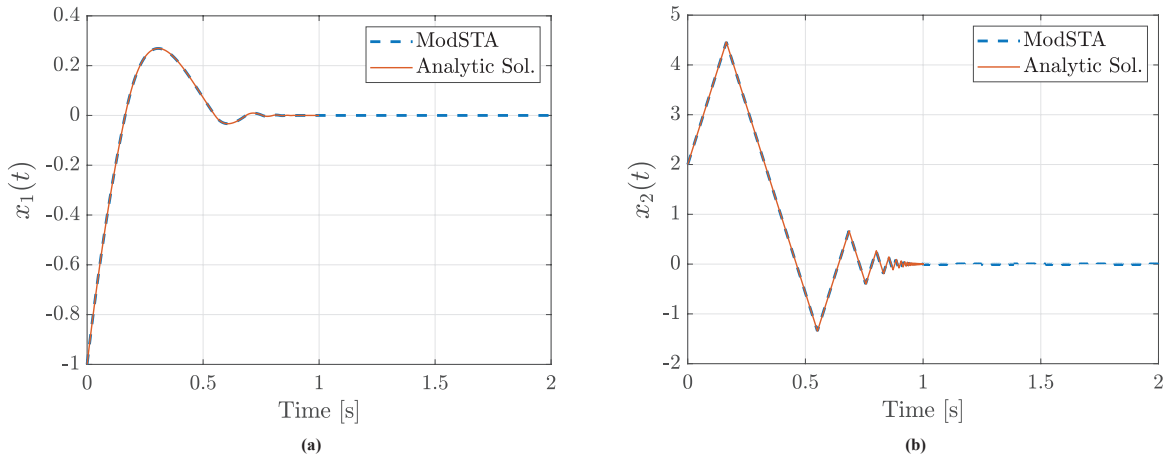 0.4
0.2
0
-0.2
-0.4
-0.6
-0.8
-1
x₁(t)
ModSTA
Analytic Sol.
0 0.5 1 1.5 2
Time [s]
(a)
5
4
3
2
1
0
-1
-2
x₂(t)
ModSTA
Analytic Sol.
0 0.5 1 1.5 2
Time [s]
(b)